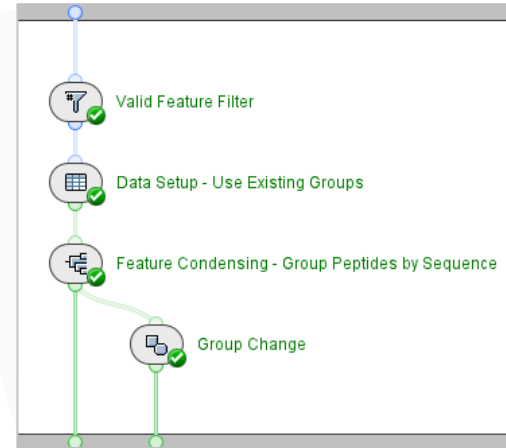 Valid Feature Filter
Data Setup - Use Existing Groups
Feature Condensing - Group Peptides by Sequence
Group Change